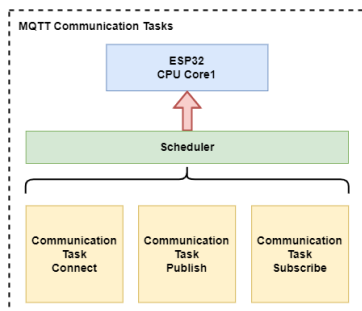 MQTT Communication Tasks
ESP32
CPU Core1
Scheduler
Communication
Task
Connect
Communication
Task
Publish
Communication
Task
Subscribe